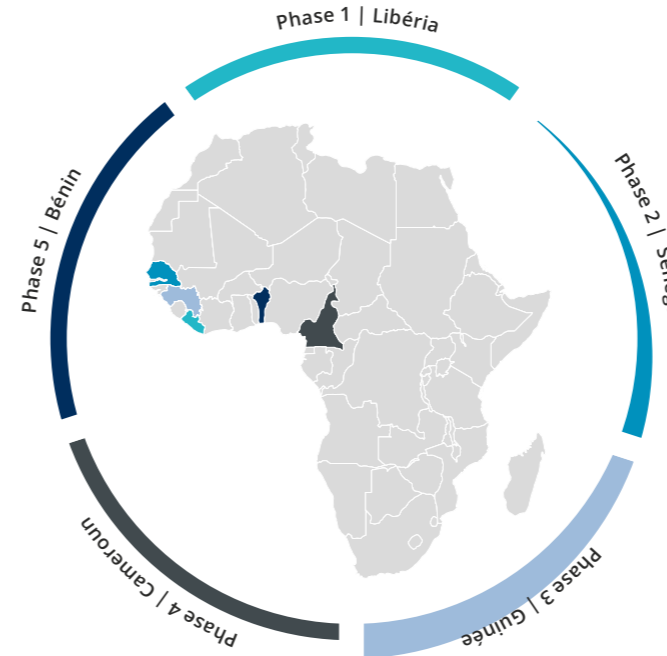 Phase 1 | Libéria
Phase 2 |
Phase 3 | Guinée
Phase 4 | Cameroun
Phase 5 | Bénin